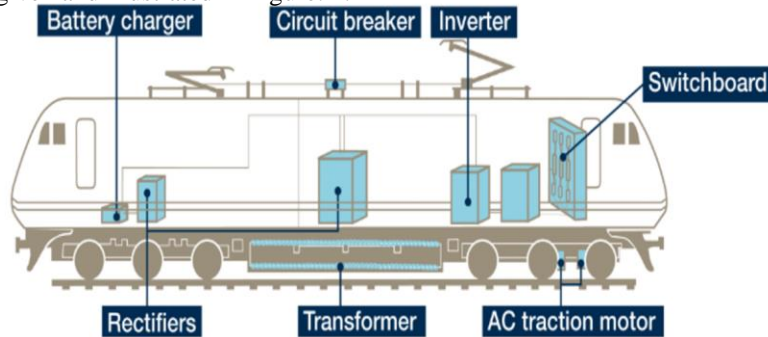 Battery charger
Circuit breaker
Inverter
Switchboard
Rectifiers
Transformer
AC traction motor